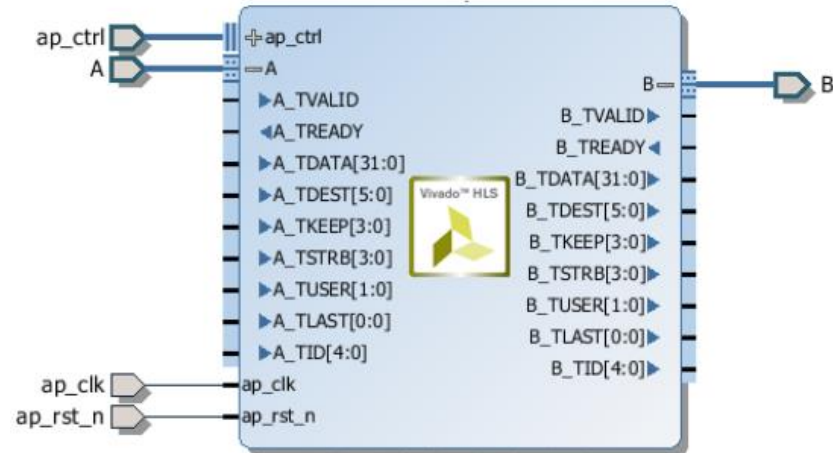 ap_ctrl
A
ap_ctrl
A
A_TVALID
A_TREADY
A_TDATA[31:0]
A_TDEST[5:0]
A_TKEEP[3:0]
A_TSTRB[3:0]
A_TUSER[1:0]
A_TLAST[0:0]
A_TID[4:0]
ap_clk
ap_rst_n
ap_clk
ap_rst_n
Vivado™ HLS
B
B_TVALID
B_TREADY
B_TDATA[31:0]
B_TDEST[5:0]
B_TKEEP[3:0]
B_TSTRB[3:0]
B_TUSER[1:0]
B_TLAST[0:0]
B_TID[4:0]
B